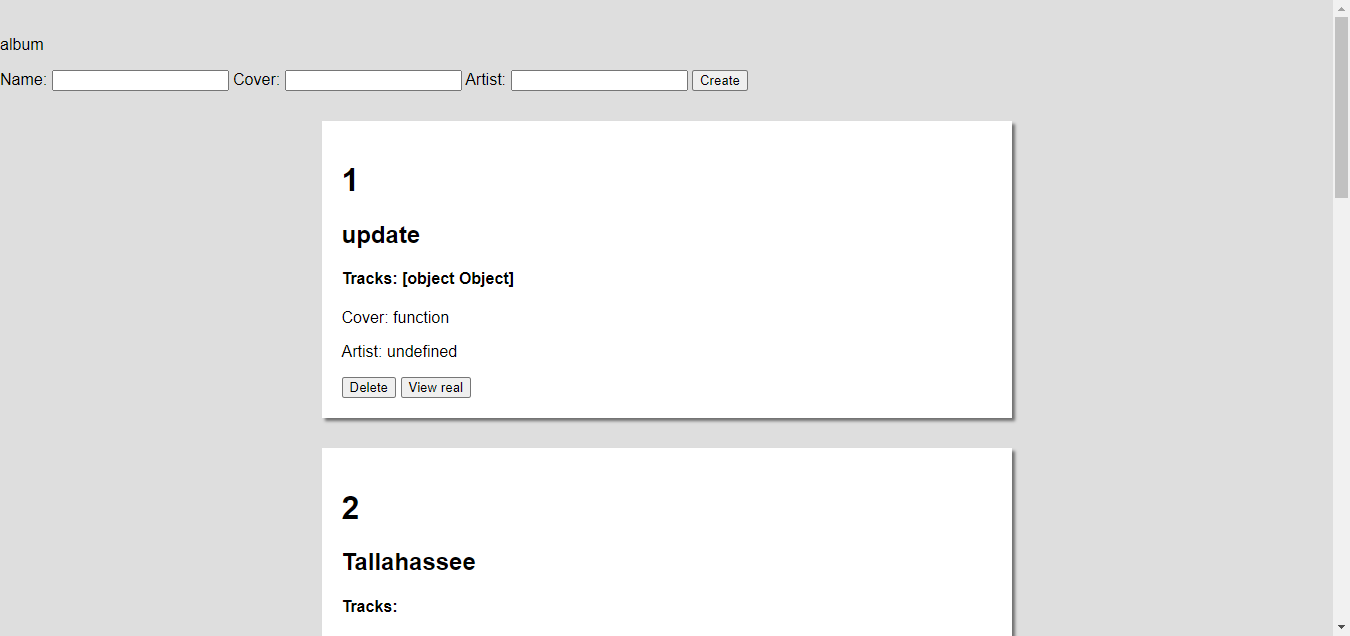 album
Name: Cover: Artist: Create
1
update
Tracks: [object Object]
Cover: function
Artist: undefined
Delete View real
2
Tallahassee
Tracks: